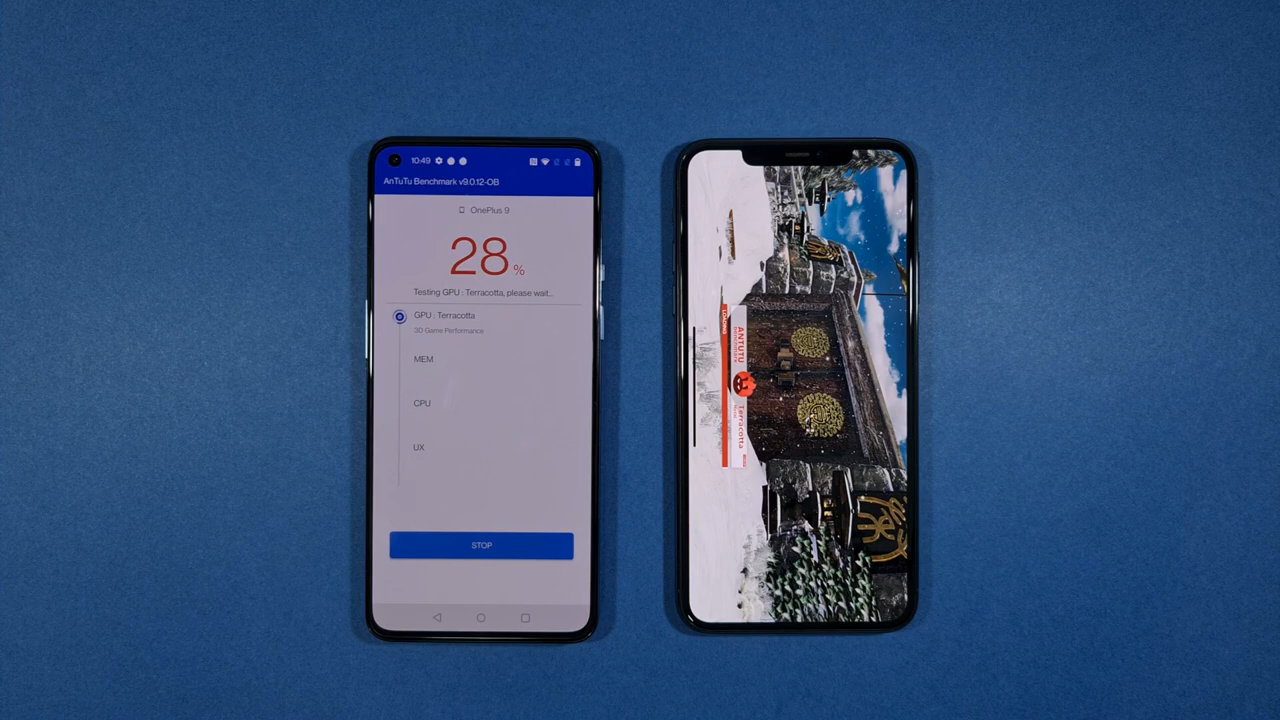 10:49
AnTuTu Benchmark v9.0.12-OB
OnePlus 9
28%
Testing GPU : Terracotta, please wait...
GPU : Terracotta
3D Game Performance
MEM
CPU
UX
STOP
LOADING
ANTUTU
Terracotta